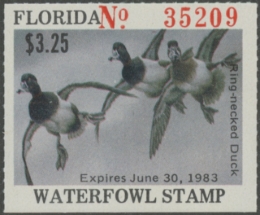 FLORIDA No 35209
$3.25
Ring-necked Duck
Expires June 30, 1983
WATERFOWL STAMP